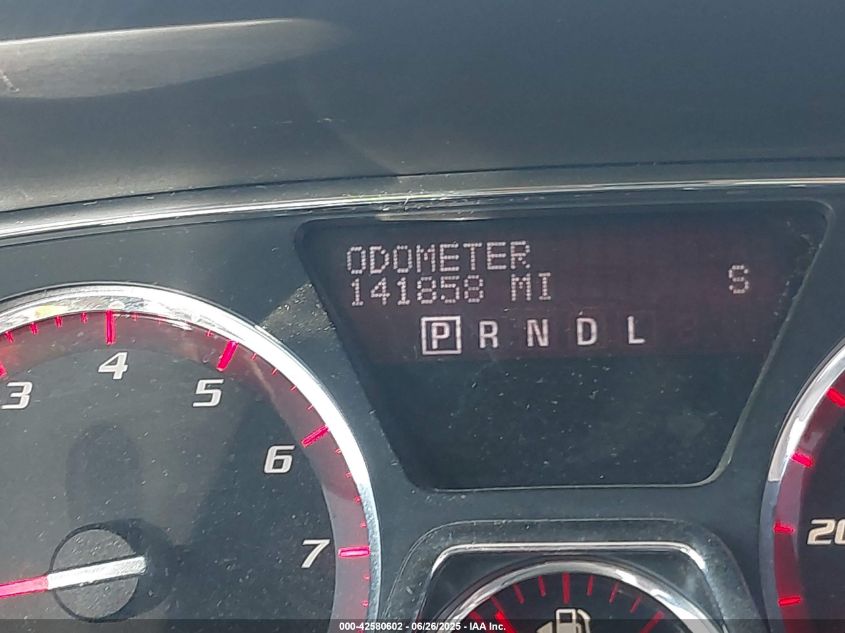 ODOMETER
141858 MI S
P R N D L
3 4 5 6 7
20
000-42580602 - 06/26/2025 - IAA Inc.